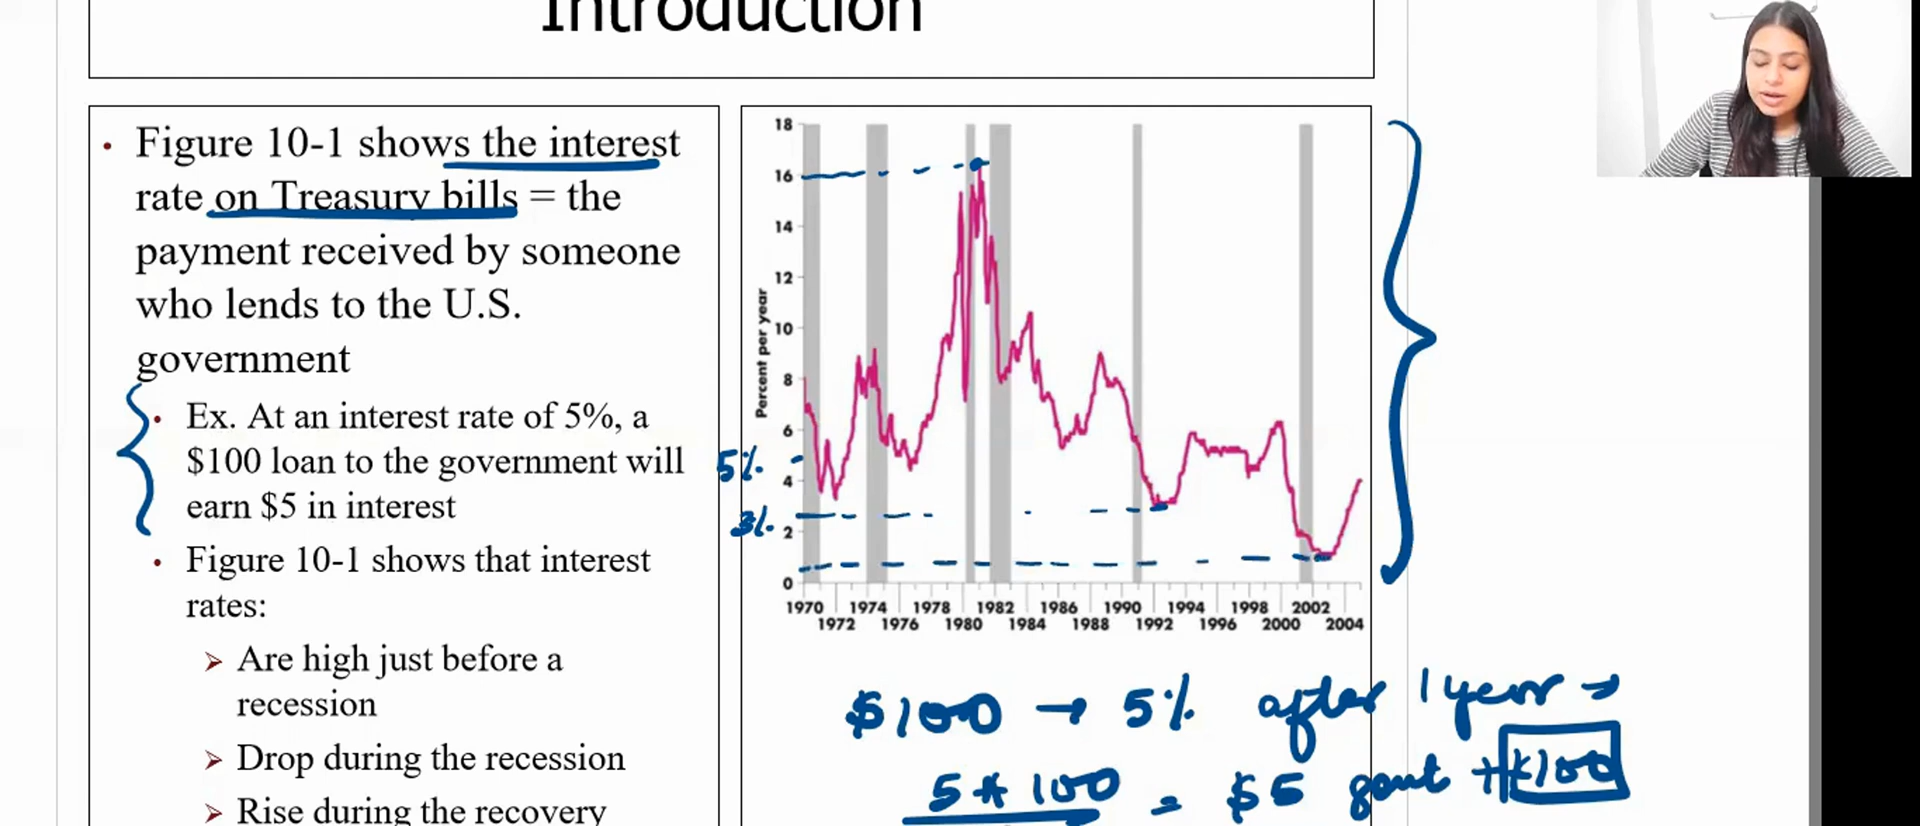 Introduction
• Figure 10-1 shows the interest
rate on Treasury bills = the
payment received by someone
who lends to the U.S.
government
• Ex. At an interest rate of 5%, a
$100 loan to the government will
earn $5 in interest
• Figure 10-1 shows that interest
rates:
➢ Are high just before a
recession
➢ Drop during the recession
➢ Rise during the recovery
Percent per year
18
16
14
12
10
8
6
5%
4
3%
2
0
1970 1974 1978 1982 1986 1990 1994 1998 2002
1972 1976 1980 1984 1988 1992 1996 2000 2004
$100 → 5% after 1 year →
5 * 100 = $5 + $100